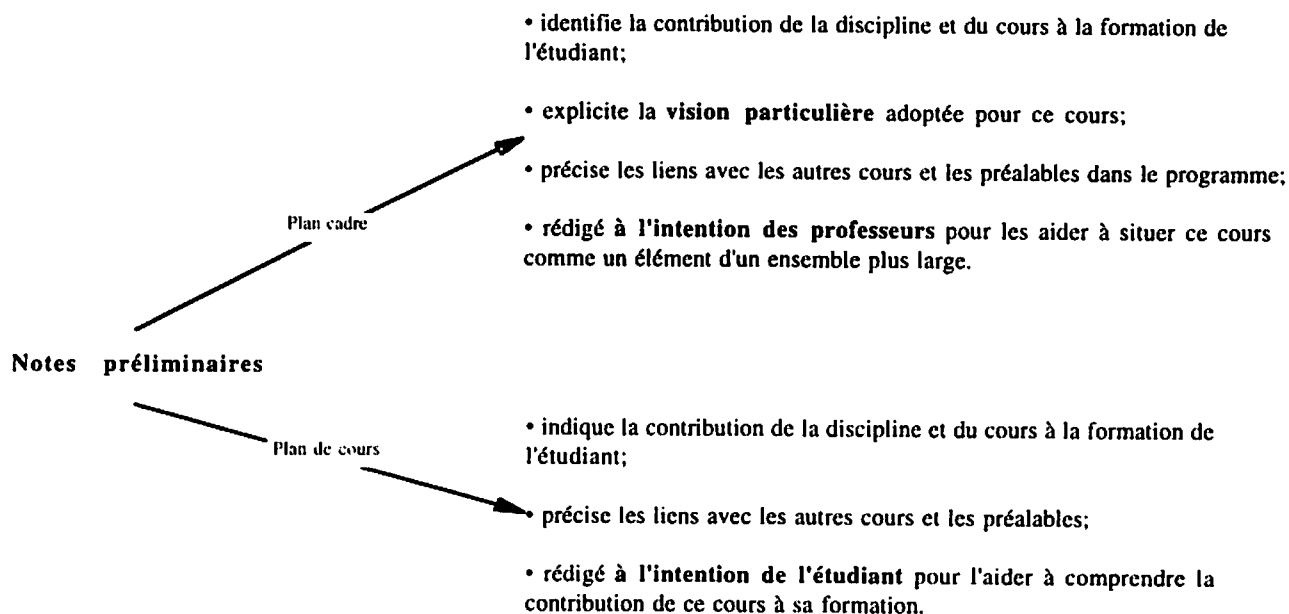 • identifie la contribution de la discipline et du cours à la formation de
l'étudiant;
• explicite la vision particulière adoptée pour ce cours;
• précise les liens avec les autres cours et les préalables dans le programme;
Plan cadre
• rédigé à l'intention des professeurs pour les aider à situer ce cours
comme un élément d'un ensemble plus large.
Notes préliminaires
• indique la contribution de la discipline et du cours à la formation de
l'étudiant;
Plan de cours
• précise les liens avec les autres cours et les préalables;
• rédigé à l'intention de l'étudiant pour l'aider à comprendre la
contribution de ce cours à sa formation.